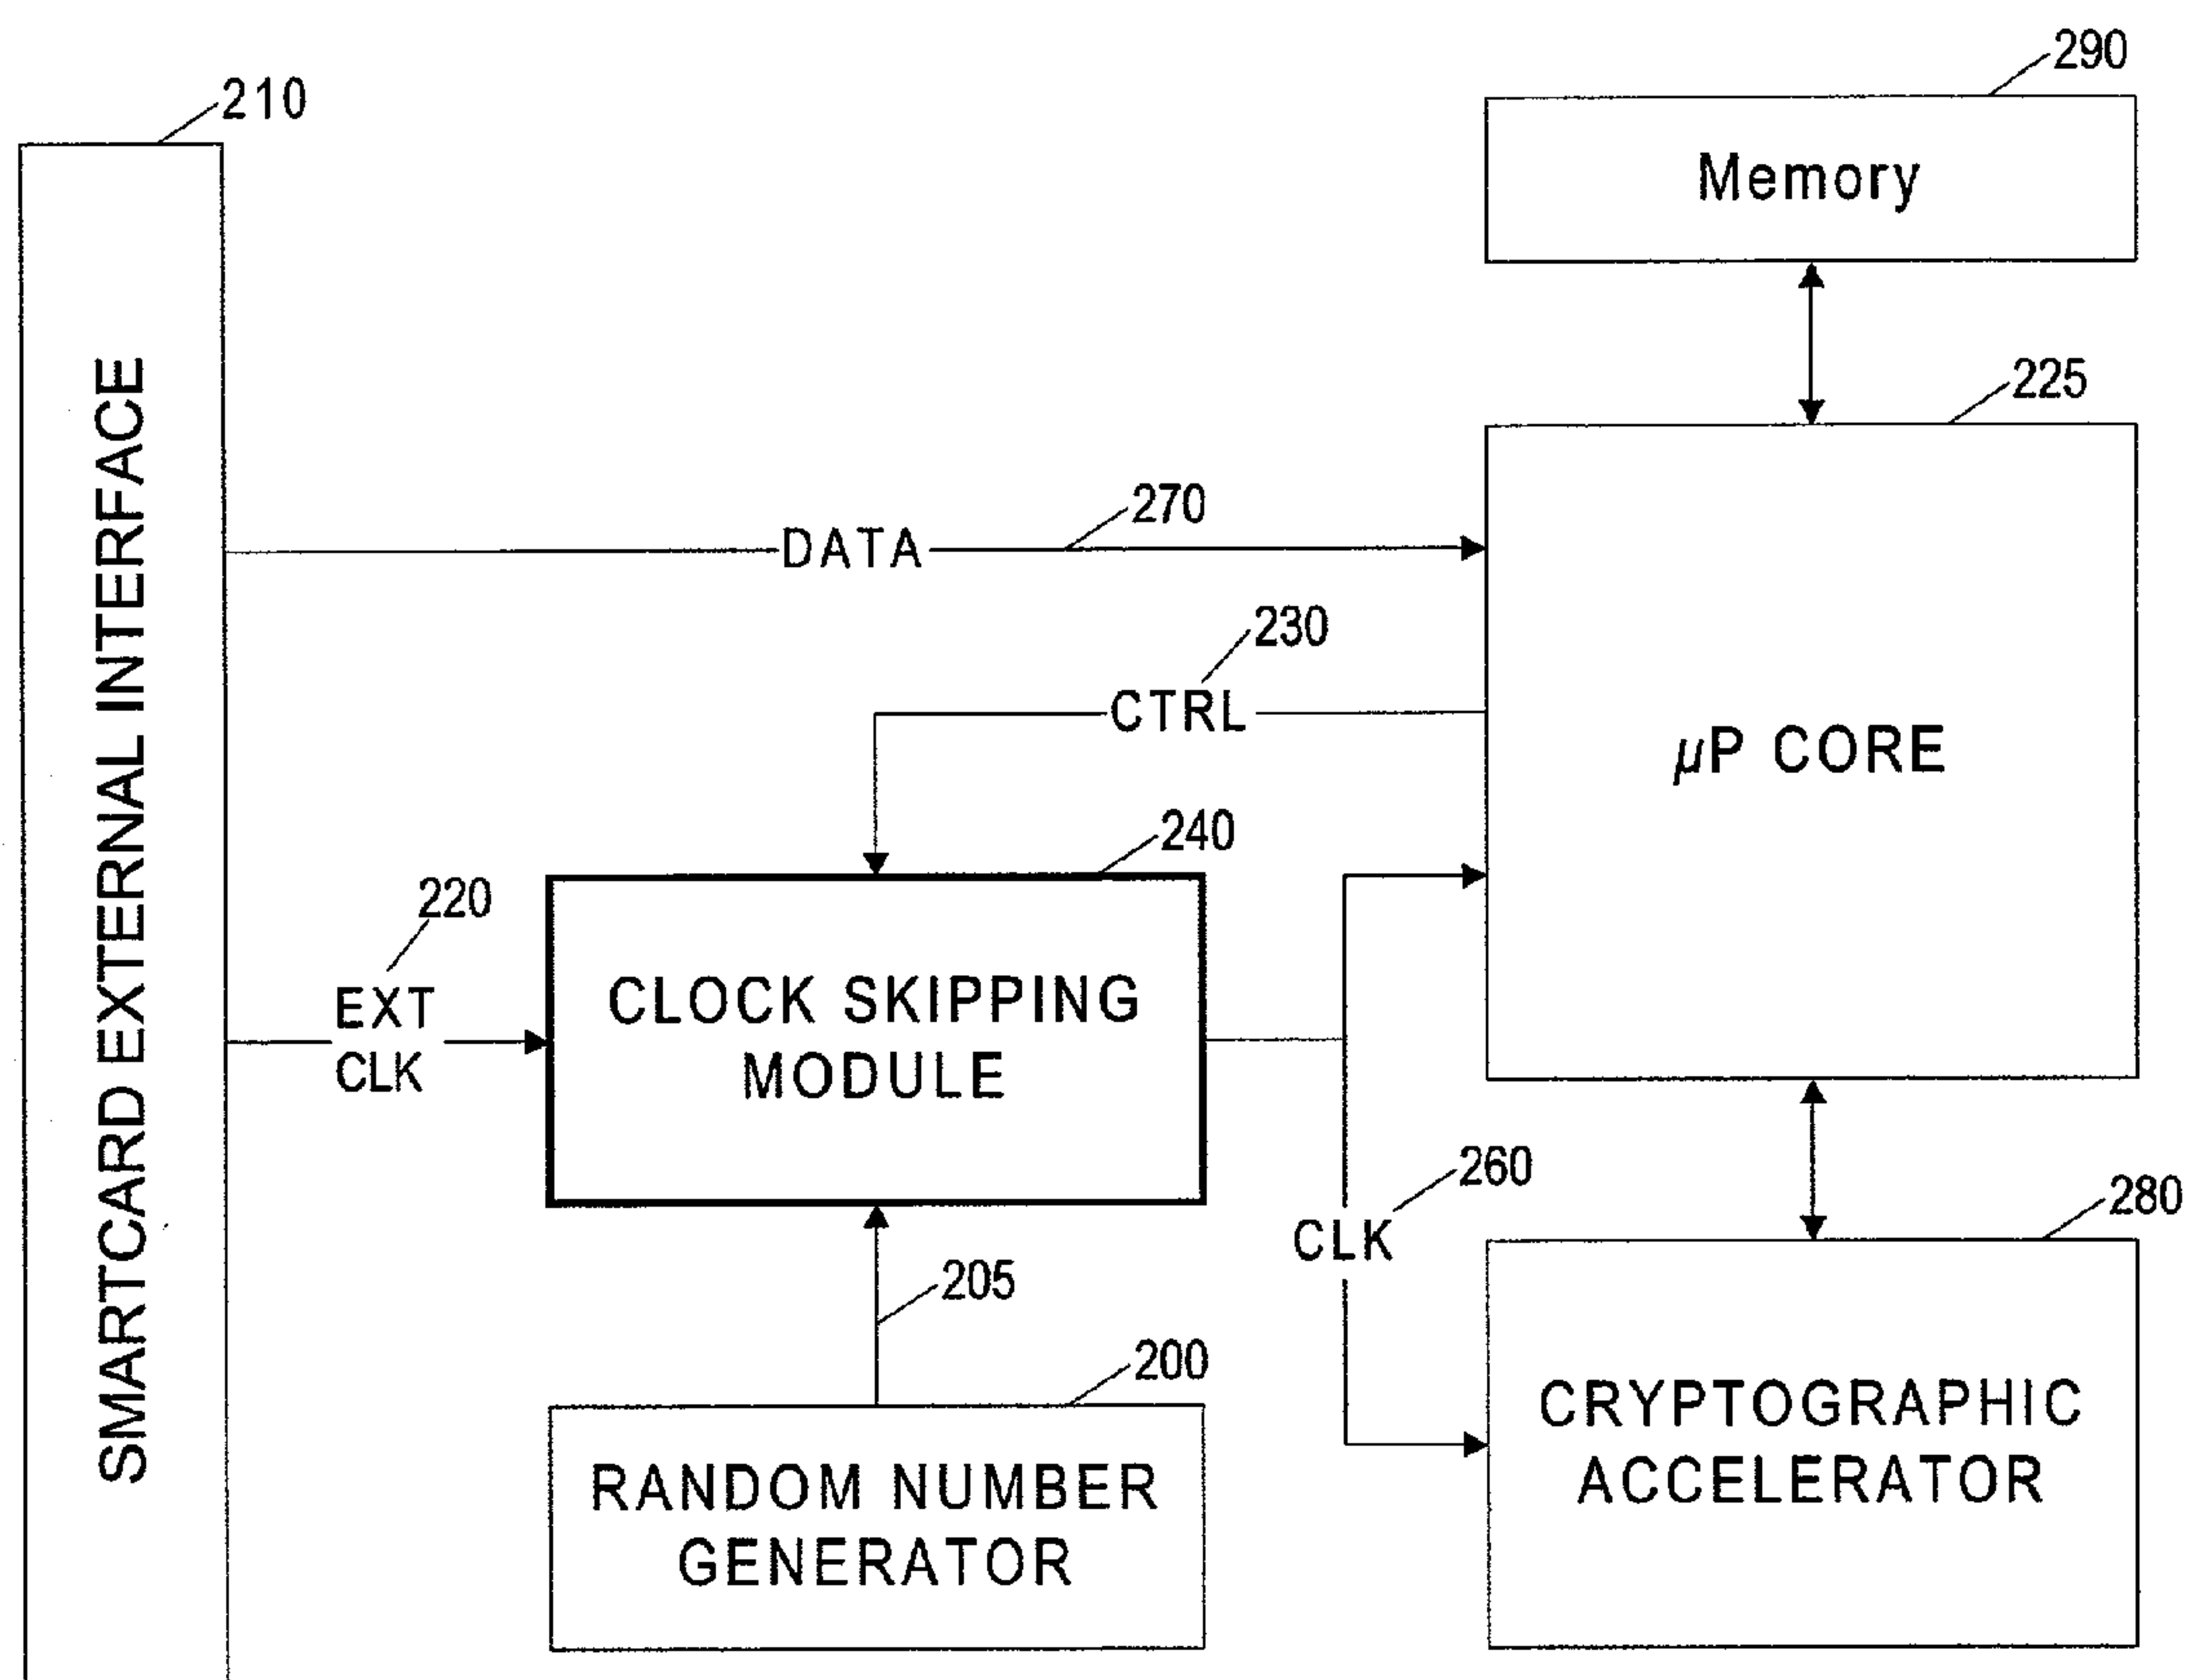 290
210
Memory
225
270
DATA
230
CTRL
µP CORE
240
220
EXT
CLK
CLOCK SKIPPING
MODULE
SMARTCARD EXTERNAL INTERFACE
260
CLK
280
205
200
RANDOM NUMBER
GENERATOR
CRYPTOGRAPHIC
ACCELERATOR